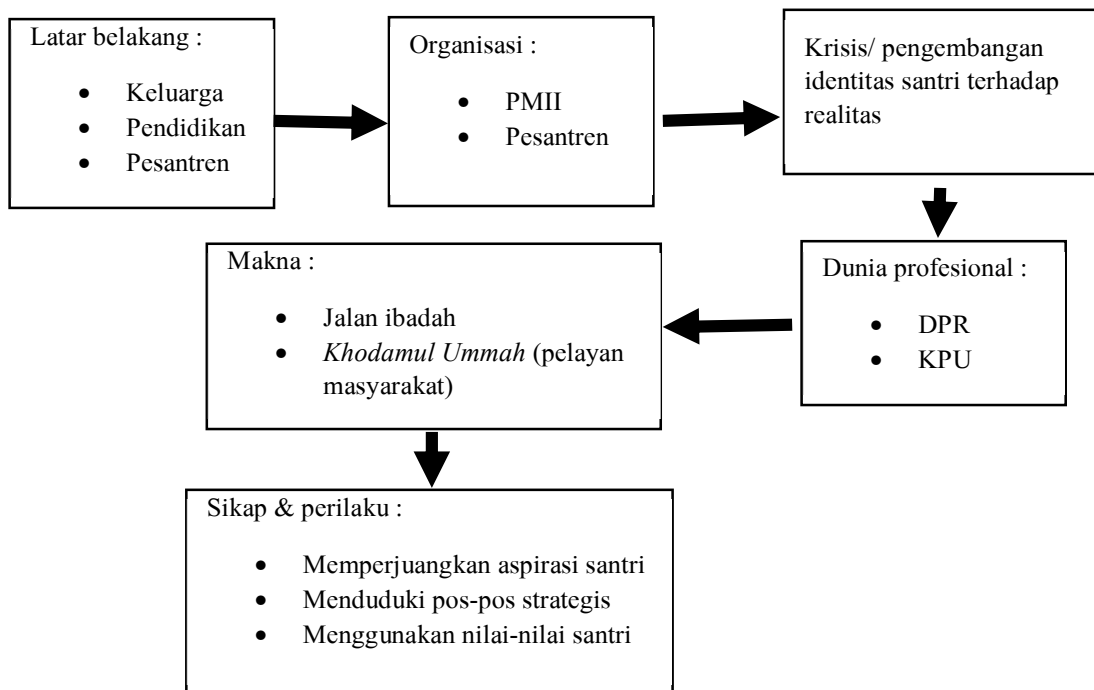 Latar belakang :
• Keluarga
• Pendidikan
• Pesantren
Organisasi :
• PMII
• Pesantren
Krisis/ pengembangan
identitas santri terhadap
realitas
Dunia profesional :
• DPR
• KPU
Makna :
• Jalan ibadah
• Khodamul Ummah (pelayan
masyarakat)
Sikap & perilaku :
• Memperjuangkan aspirasi santri
• Menduduki pos-pos strategis
• Menggunakan nilai-nilai santri